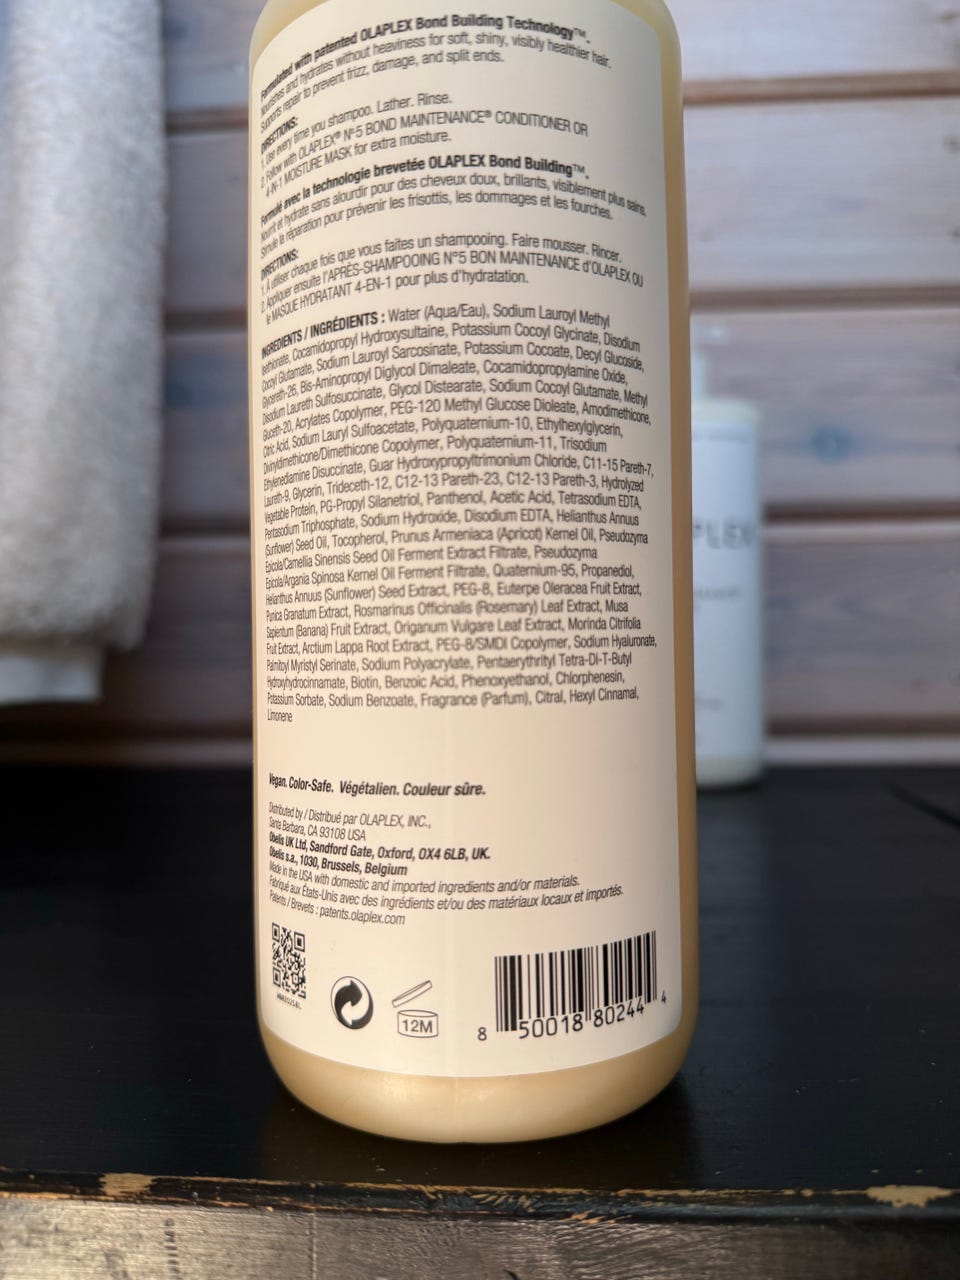 Formulated with patented OLAPLEX Bond Building Technology™.
Nourishes and hydrates without heaviness for soft, shiny, visibly healthier hair.
Supports repair to prevent frizz, damage, and split ends.
DIRECTIONS:
1. Use every time you shampoo. Lather. Rinse.
2. Follow with OLAPLEX® Nº5 BOND MAINTENANCE® CONDITIONER OR
4-IN-1 MOISTURE MASK for extra moisture.
Formulé avec la technologie brevetée OLAPLEX Bond Building™.
Nourrit et hydrate sans alourdir pour des cheveux doux, brillants, visiblement plus sains.
Stimule la réparation pour prévenir les frisottis, les dommages et les fourches.
DIRECTIONS:
1. À utiliser chaque fois que vous faites un shampooing. Faire mousser. Rincer.
2. Appliquer ensuite l'APRÈS-SHAMPOOING Nº5 BON MAINTENANCE d'OLAPLEX OU
le MASQUE HYDRATANT 4-EN-1 pour plus d'hydratation.
INGREDIENTS / INGRÉDIENTS : Water (Aqua/Eau), Sodium Lauroyl Methyl
Isethionate, Cocamidopropyl Hydroxysultaine, Potassium Cocoyl Glycinate, Disodium
Cocoyl Glutamate, Sodium Lauroyl Sarcosinate, Potassium Cocoate, Decyl Glucoside,
Glycereth-26, Bis-Aminopropyl Diglycol Dimaleate, Cocamidopropylamine Oxide,
Disodium Laureth Sulfosuccinate, Glycol Distearate, Sodium Cocoyl Glutamate, Methyl
Gluceth-20, Acrylates Copolymer, PEG-120 Methyl Glucose Dioleate, Amodimethicone,
Citric Acid, Sodium Lauryl Sulfoacetate, Polyquaternium-10, Ethylhexylglycerin,
Divinyldimethicone/Dimethicone Copolymer, Polyquaternium-11, Trisodium
Ethylenediamine Disuccinate, Guar Hydroxypropyltrimonium Chloride, C11-15 Pareth-7,
Laureth-9, Glycerin, Trideceth-12, C12-13 Pareth-23, C12-13 Pareth-3, Hydrolyzed
Vegetable Protein, PG-Propyl Silanetriol, Panthenol, Acetic Acid, Tetrasodium EDTA,
Pentasodium Triphosphate, Sodium Hydroxide, Disodium EDTA, Helianthus Annuus
(Sunflower) Seed Oil, Tocopherol, Prunus Armeniaca (Apricot) Kernel Oil, Pseudozyma
Epicola/Camellia Sinensis Seed Oil Ferment Extract Filtrate, Pseudozyma
Epicola/Argania Spinosa Kernel Oil Ferment Filtrate, Quaternium-95, Propanediol,
Helianthus Annuus (Sunflower) Seed Extract, PEG-8, Euterpe Oleracea Fruit Extract,
Punica Granatum Extract, Rosmarinus Officinalis (Rosemary) Leaf Extract, Musa
Sapientum (Banana) Fruit Extract, Origanum Vulgare Leaf Extract, Morinda Citrifolia
Fruit Extract, Arctium Lappa Root Extract, PEG-8/SMDI Copolymer, Sodium Hyaluronate,
Palmitoyl Myristyl Serinate, Sodium Polyacrylate, Pentaerythrityl Tetra-Di-T-Butyl
Hydroxyhydrocinnamate, Biotin, Benzoic Acid, Phenoxyethanol, Chlorphenesin,
Potassium Sorbate, Sodium Benzoate, Fragrance (Parfum), Citral, Hexyl Cinnamal,
Limonene
Vegan. Color-Safe. Végétalien. Couleur sûre.
Distributed by / Distribué par OLAPLEX, INC.,
Santa Barbara, CA 93108 USA
Obelis UK Ltd, Sandford Gate, Oxford, OX4 6LB, UK.
Obelis s.a., 1030, Brussels, Belgium
Made in the USA with domestic and imported ingredients and/or materials.
Fabriqué aux États-Unis avec des ingrédients et/ou des matériaux locaux et importés.
Patents / Brevets : patents.olaplex.com
12M
8 50018 80244 4
PLEX